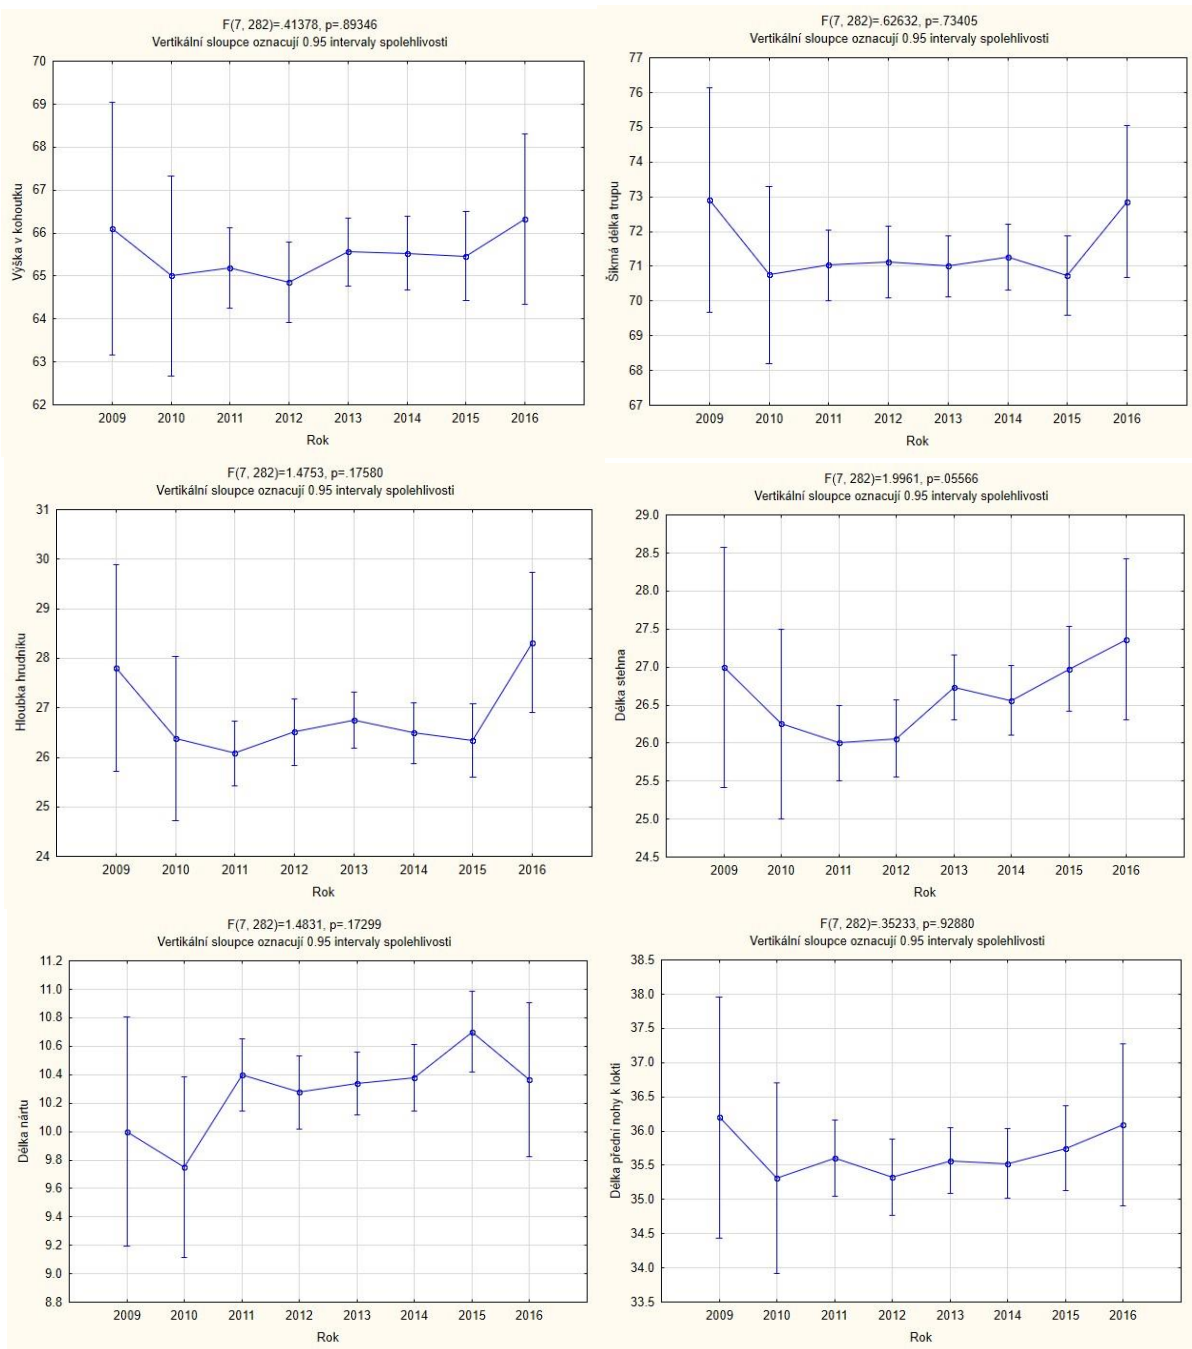 F(7, 282)=.41378, p=.89346
Vertikální sloupce oznacují 0.95 intervaly spolehlivosti
70
69
68
67
66
65
64
63
62
Výška v kohoutku
2009 2010 2011 2012 2013 2014 2015 2016
Rok
F(7, 282)=.62632, p=.73405
Vertikální sloupce oznacují 0.95 intervaly spolehlivosti
77
76
75
74
73
72
71
70
69
68
67
Šikmá délka trupu
2009 2010 2011 2012 2013 2014 2015 2016
Rok
F(7, 282)=1.4753, p=.17580
Vertikální sloupce oznacují 0.95 intervaly spolehlivosti
31
30
29
28
27
26
25
24
Hloubka hrudníku
2009 2010 2011 2012 2013 2014 2015 2016
Rok
F(7, 282)=1.9961, p=.05566
Vertikální sloupce oznacují 0.95 intervaly spolehlivosti
29.0
28.5
28.0
27.5
27.0
26.5
26.0
25.5
25.0
24.5
Délka stehna
2009 2010 2011 2012 2013 2014 2015 2016
Rok
F(7, 282)=1.4831, p=.17299
Vertikální sloupce oznacují 0.95 intervaly spolehlivosti
11.2
11.0
10.8
10.6
10.4
10.2
10.0
9.8
9.6
9.4
9.2
9.0
8.8
Délka nártu
2009 2010 2011 2012 2013 2014 2015 2016
Rok
F(7, 282)=.35233, p=.92880
Vertikální sloupce oznacují 0.95 intervaly spolehlivosti
38.5
38.0
37.5
37.0
36.5
36.0
35.5
35.0
34.5
34.0
33.5
Délka přední nohy k lokti
2009 2010 2011 2012 2013 2014 2015 2016
Rok